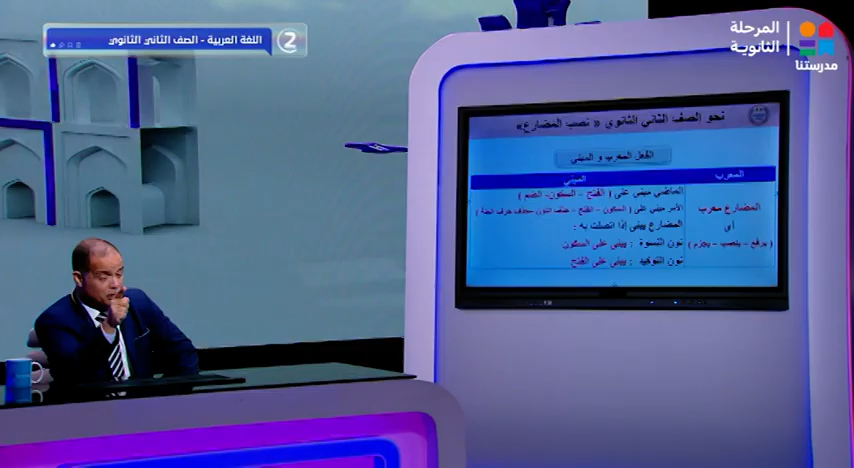 اللغة العربية - الصف الثاني الثانوي
2
المرحلة
الثانوية
مدرستنا
نحو الصف الثاني الثانوي « نصب المضارع»
الفعل المعرب و المبني
المعرب
المبني
المضارع معرب
أي
( يرفع - ينصب - يجزم )
الماضي مبني على ( الفتح - السكون - الضم )
الأمر مبني على ( السكون - الفتح - حذف النون - حذف حرف العلة )
المضارع يبنى إذا اتصلت به :
نون النسوة : يبنى على السكون
نون التوكيد : يبنى على الفتح